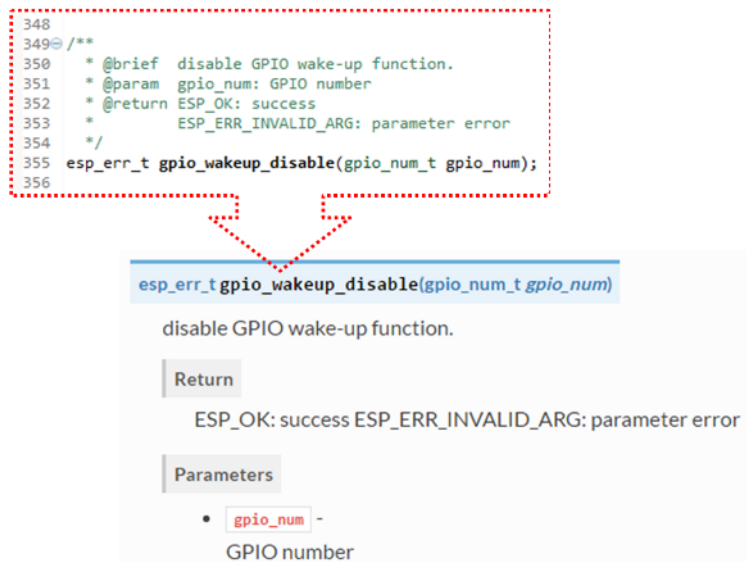 348
349 /**
350 * @brief disable GPIO wake-up function.
351 * @param gpio_num: GPIO number
352 * @return ESP_OK: success
353 * ESP_ERR_INVALID_ARG: parameter error
354 */
355 esp_err_t gpio_wakeup_disable(gpio_num_t gpio_num);
356
esp_err_t gpio_wakeup_disable(gpio_num_t gpio_num)
disable GPIO wake-up function.
Return
ESP_OK: success ESP_ERR_INVALID_ARG: parameter error
Parameters
• gpio_num -
GPIO number